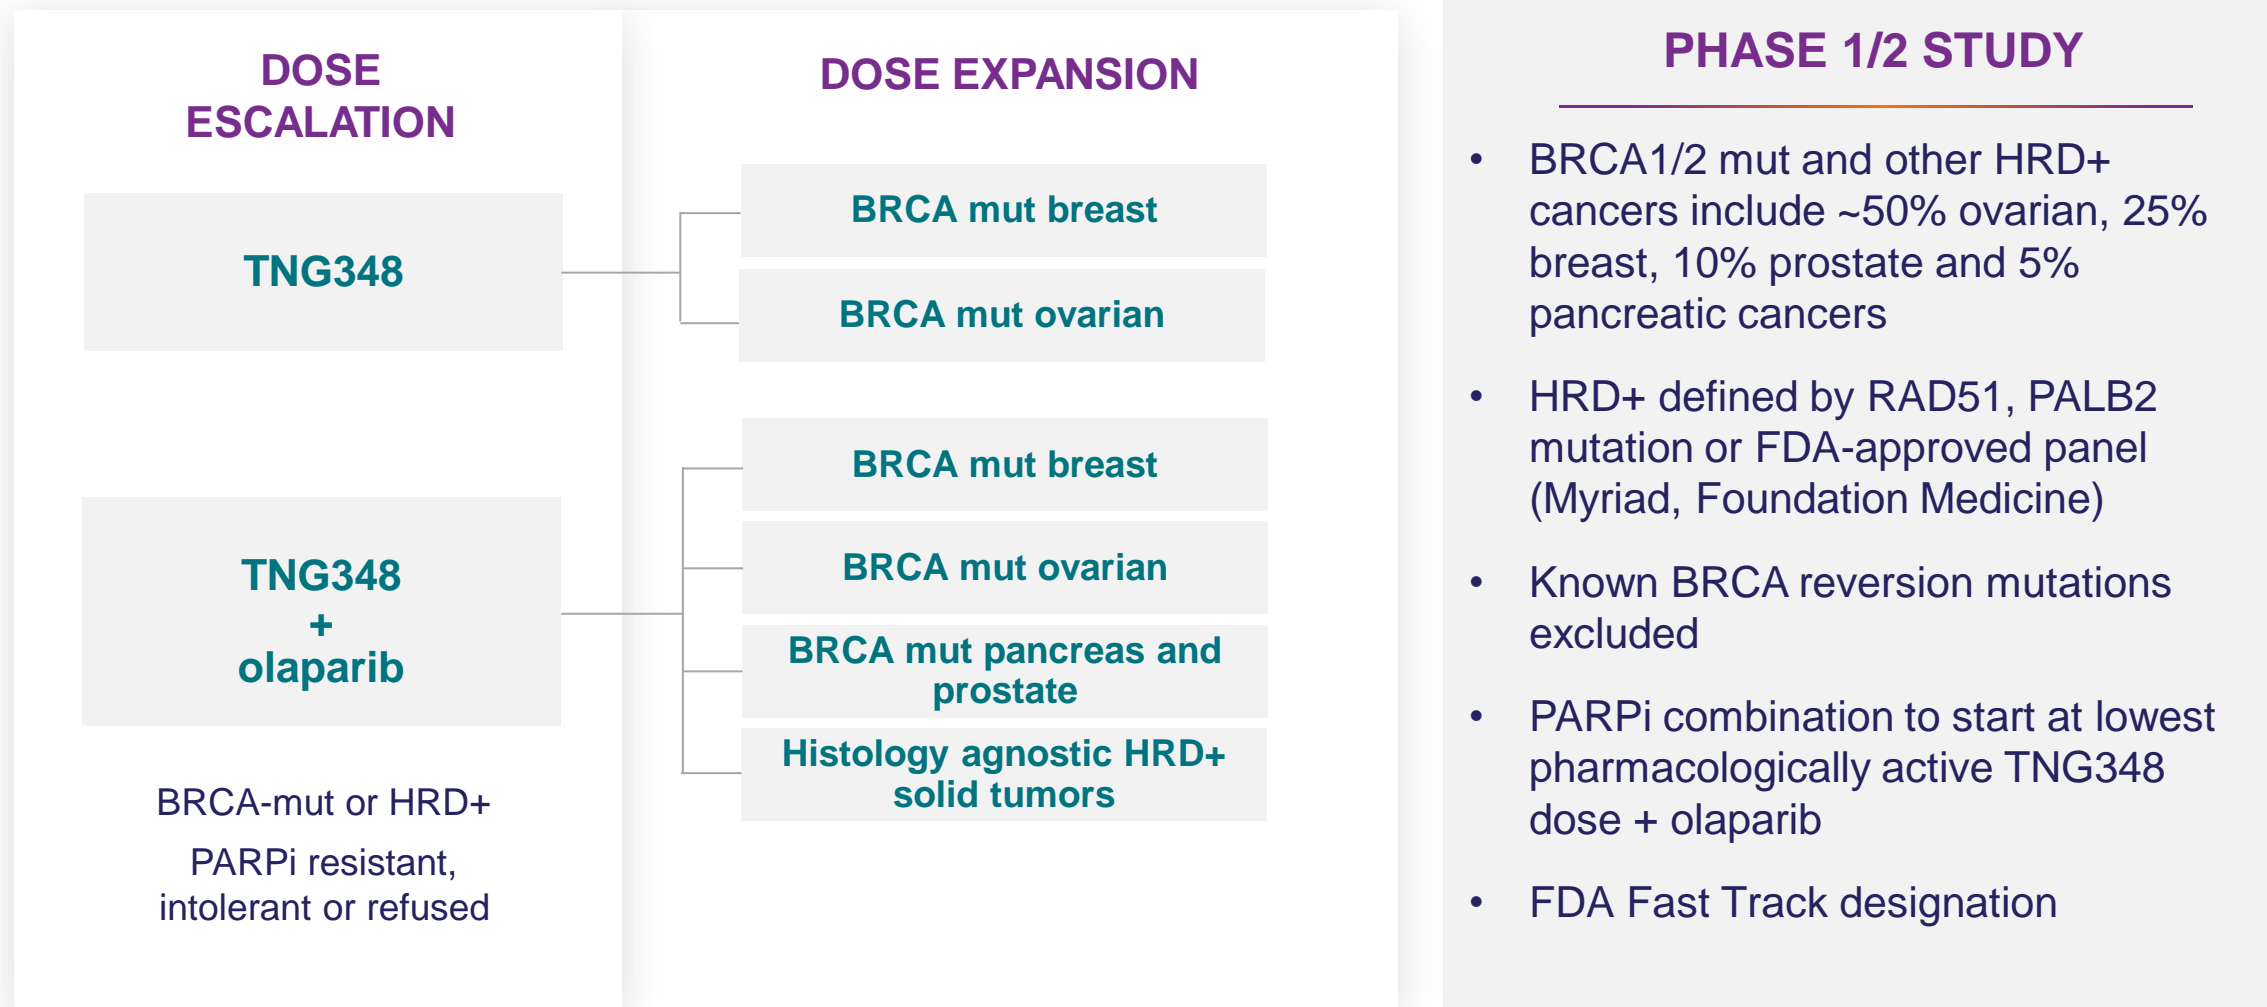 DOSE
ESCALATION
TNG348
TNG348
+
olaparib
BRCA-mut or HRD+
PARPi resistant,
intolerant or refused
DOSE EXPANSION
BRCA mut breast
BRCA mut ovarian
BRCA mut breast
BRCA mut ovarian
BRCA mut pancreas and
prostate
Histology agnostic HRD+
solid tumors
PHASE 1/2 STUDY
• BRCA1/2 mut and other HRD+
cancers include ~50% ovarian, 25%
breast, 10% prostate and 5%
pancreatic cancers
• HRD+ defined by RAD51, PALB2
mutation or FDA-approved panel
(Myriad, Foundation Medicine)
• Known BRCA reversion mutations
excluded
• PARPi combination to start at lowest
pharmacologically active TNG348
dose + olaparib
• FDA Fast Track designation